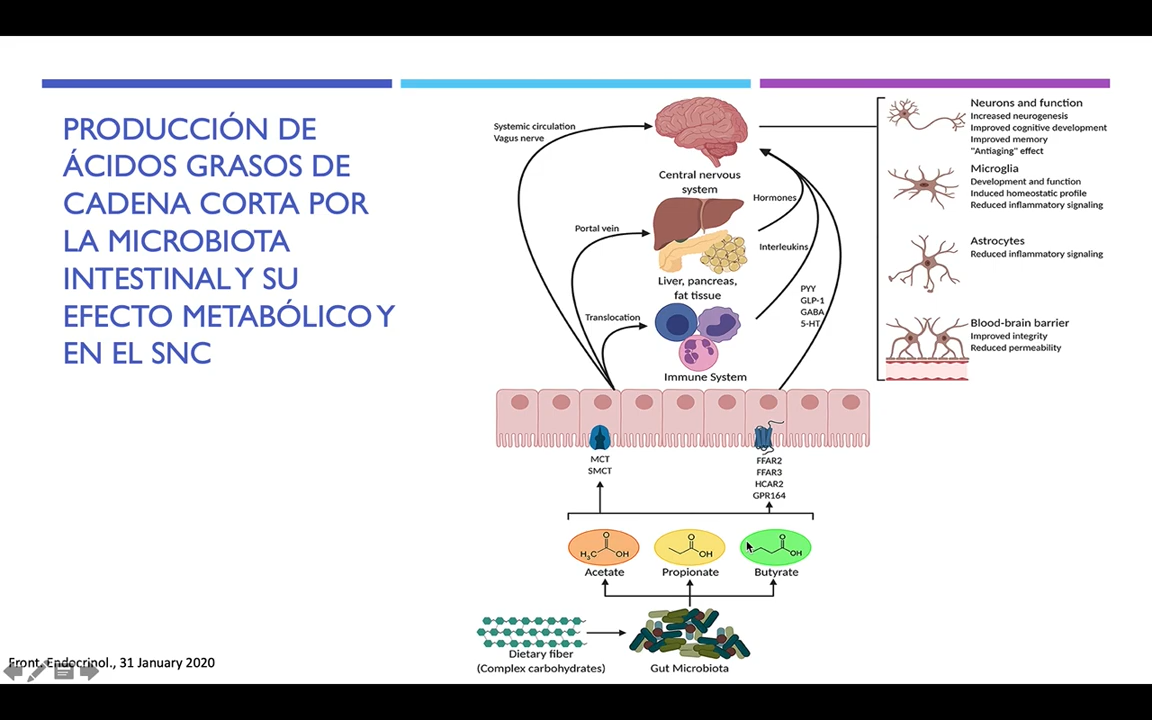 PRODUCCIÓN DE
ÁCIDOS GRASOS DE
CADENA CORTA POR
LA MICROBIOTA
INTESTINAL Y SU
EFECTO METABÓLICO Y
EN EL SNC
Front. Endocrinol., 31 January 2020
Systemic circulation
Vagus nerve
Central nervous
system
Hormones
Portal vein
Interleukins
Liver, pancreas,
fat tissue
PYY
GLP-1
GABA
5-HT
Translocation
Immune System
Neurons and function
Increased neurogenesis
Improved cognitive development
Improved memory
"Antiaging" effect
Microglia
Development and function
Induced homeostatic profile
Reduced inflammatory signaling
Astrocytes
Reduced inflammatory signaling
Blood-brain barrier
Improved integrity
Reduced permeability
MCT
SMCT
FFAR2
FFAR3
HCAR2
GPR164
H₃C
O
OH
O
OH
O
OH
Acetate
Propionate
Butyrate
Dietary fiber
(Complex carbohydrates)
Gut Microbiota